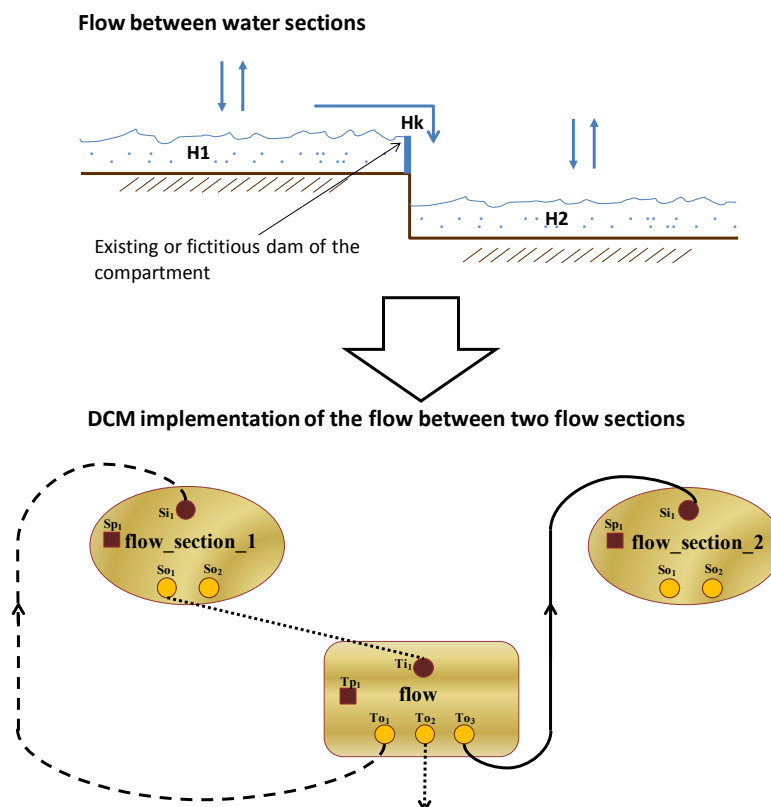 Flow between water sections
Hk
H1
H2
Existing or fictitious dam of the
compartment
DCM implementation of the flow between two flow sections
Si₁
Sp₁
flow_section_1
So₁ So₂
Si₁
Sp₁
flow_section_2
So₁ So₂
Ti₁
Tp₁
flow
To₁ To₂ To₃